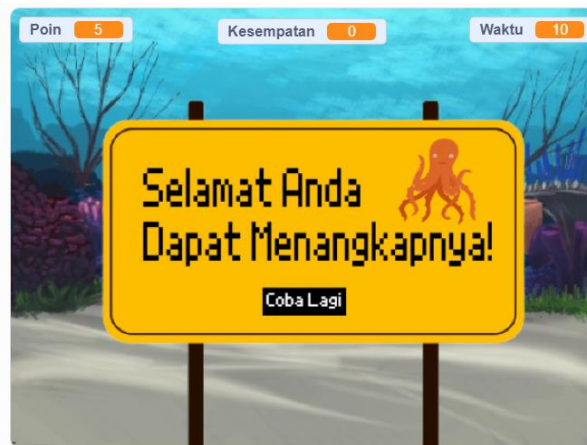 Poin 5 Kesempatan 0 Waktu 10
Selamat Anda
Dapat Menangkapnya!
Coba Lagi